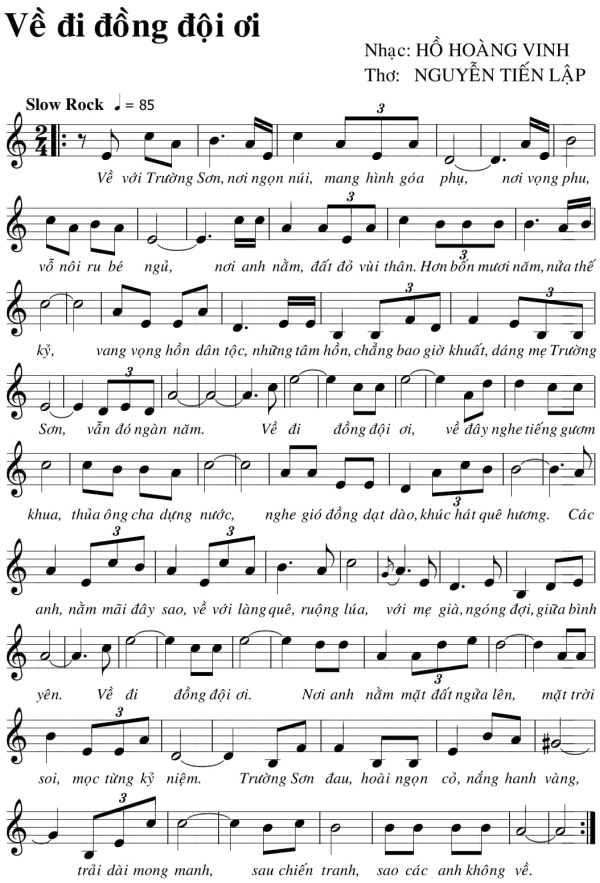 Về đi đồng đội ơi
Nhạc: HỒ HOÀNG VINH
Thơ: NGUYỄN TIẾN LẬP
Slow Rock ♩ = 85
2/4
Về với Trường Sơn, nơi ngọn núi, mang hình góa phụ, nơi vọng phu,
3
vỗ nôi ru bé ngủ, nơi anh nằm, đất đỏ vùi thân. Hơn bốn mươi năm, nửa thế
3 3
kỷ, vang vọng hồn dân tộc, những tâm hồn, chẳng bao giờ khuất, dáng mẹ Trường
3 3
Sơn, vẫn đó ngàn năm. Về đi đồng đội ơi, về đây nghe tiếng gươm
3
khua, thủa ông cha dựng nước, nghe gió đồng dạt dào, khúc hát quê hương. Các
3
anh, nằm mãi đây sao, về với làng quê, ruộng lúa, với mẹ già, ngóng đợi, giữa bình
3 3
yên. Về đi đồng đội ơi. Nơi anh nằm mặt đất ngửa lên, mặt trời
3
soi, mọc từng kỷ niệm. Trường Sơn đau, hoài ngọn cỏ, nắng hanh vàng,
3
trải dài mong manh, sau chiến tranh, sao các anh không về.
3